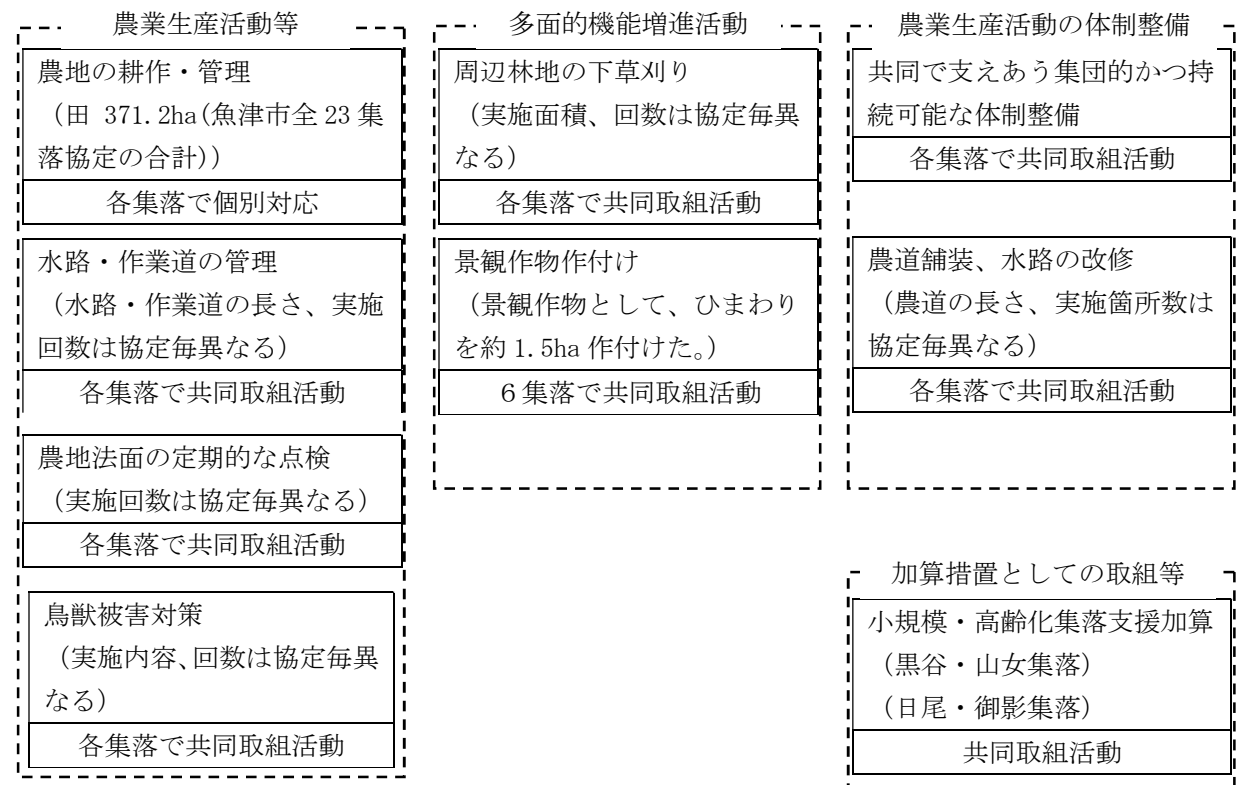 農業生産活動等
農地の耕作・管理
（田 371.2ha(魚津市全 23 集
落協定の合計)）
各集落で個別対応
水路・作業道の管理
（水路・作業道の長さ、実施
回数は協定毎異なる）
各集落で共同取組活動
農地法面の定期的な点検
（実施回数は協定毎異なる）
各集落で共同取組活動
鳥獣被害対策
（実施内容、回数は協定毎異
なる）
各集落で共同取組活動
多面的機能増進活動
周辺林地の下草刈り
（実施面積、回数は協定毎異
なる）
各集落で共同取組活動
景観作物作付け
（景観作物として、ひまわり
を約 1.5ha 作付けた。）
６集落で共同取組活動
農業生産活動の体制整備
共同で支えあう集団的かつ持
続可能な体制整備
各集落で共同取組活動
農道舗装、水路の改修
（農道の長さ、実施箇所数は
協定毎異なる）
各集落で共同取組活動
加算措置としての取組等
小規模・高齢化集落支援加算
（黒谷・山女集落）
（日尾・御影集落）
共同取組活動